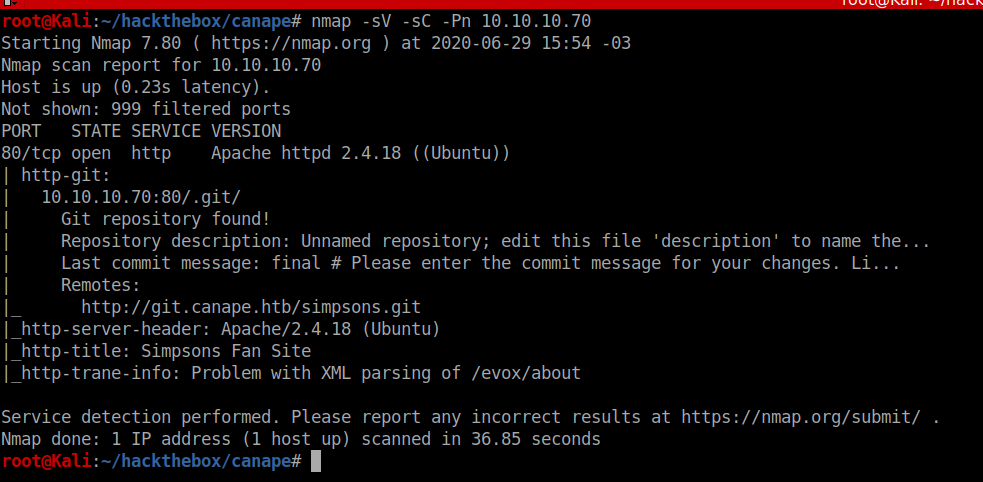 root@Kali: ~/hack
root@Kali:~/hackthebox/canape# nmap -sV -sC -Pn 10.10.10.70
Starting Nmap 7.80 ( https://nmap.org ) at 2020-06-29 15:54 -03
Nmap scan report for 10.10.10.70
Host is up (0.23s latency).
Not shown: 999 filtered ports
PORT   STATE SERVICE VERSION
80/tcp open  http    Apache httpd 2.4.18 ((Ubuntu))
| http-git:
|   10.10.10.70:80/.git/
|     Git repository found!
|     Repository description: Unnamed repository; edit this file 'description' to name the...
|     Last commit message: final # Please enter the commit message for your changes. Li...
|     Remotes:
|_      http://git.canape.htb/simpsons.git
|_http-server-header: Apache/2.4.18 (Ubuntu)
|_http-title: Simpsons Fan Site
|_http-trane-info: Problem with XML parsing of /evox/about
Service detection performed. Please report any incorrect results at https://nmap.org/submit/ .
Nmap done: 1 IP address (1 host up) scanned in 36.85 seconds
root@Kali:~/hackthebox/canape#